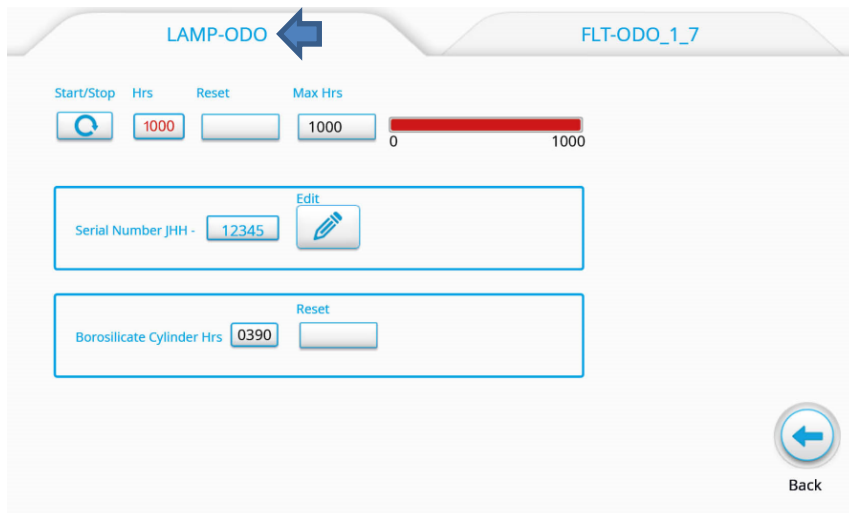 LAMP-ODO
FLT-ODO_1_7
Start/Stop Hrs Reset Max Hrs
1000 1000
0 1000
Edit
Serial Number JHH - 12345
Reset
Borosilicate Cylinder Hrs 0390
Back